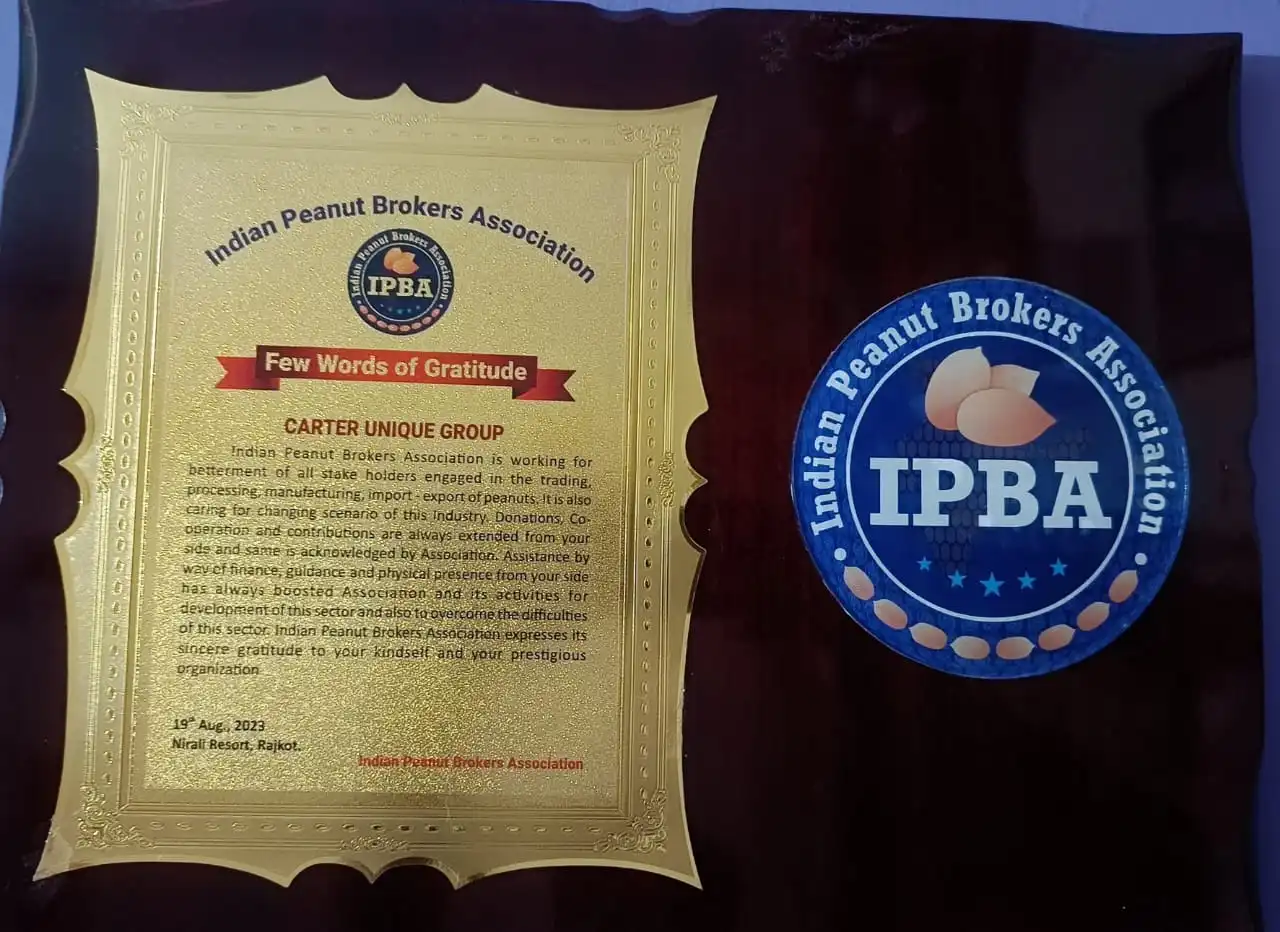 Indian Peanut Brokers Association
Indian Peanut Brokers Association
IPBA
Few Words of Gratitude
CARTER UNIQUE GROUP
Indian Peanut Brokers Association is working for
betterment of all stake holders engaged in the trading,
processing, manufacturing, import - export of peanuts. It is also
caring for changing scenario of this Industry. Donations, Co-
operation and contributions are always extended from your
side and same is acknowledged by Association. Assistance by
way of finance, guidance and physical presence from your side
has always boosted Association and its activities for
development of this sector and also to overcome the difficulties
of this sector. Indian Peanut Brokers Association expresses its
sincere gratitude to your kindself and your prestigious
organization
19th Aug., 2023
Nirali Resort, Rajkot.
Indian Peanut Brokers Association
Indian Peanut Brokers Association
IPBA